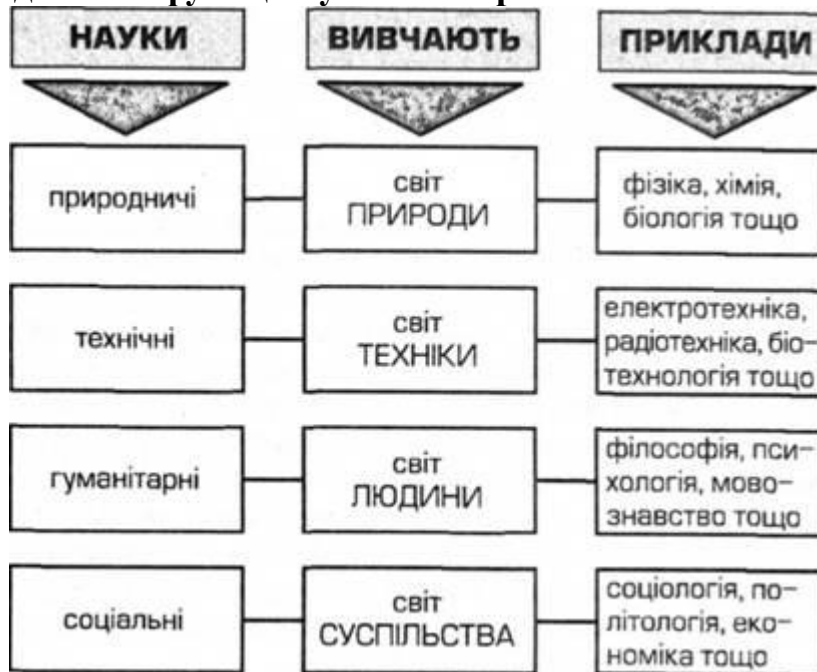 НАУКИ
ВИВЧАЮТЬ
ПРИКЛАДИ
природничі
світ
ПРИРОДИ
фізика, хімія,
біологія тощо
технічні
світ
ТЕХНІКИ
електротехніка,
радіотехніка, біо-
технологія тощо
гуманітарні
світ
ЛЮДИНИ
філософія, пси-
хологія, мово-
знавство тощо
соціальні
світ
СУСПІЛЬСТВА
соціологія, по-
літологія, еко-
номіка тощо